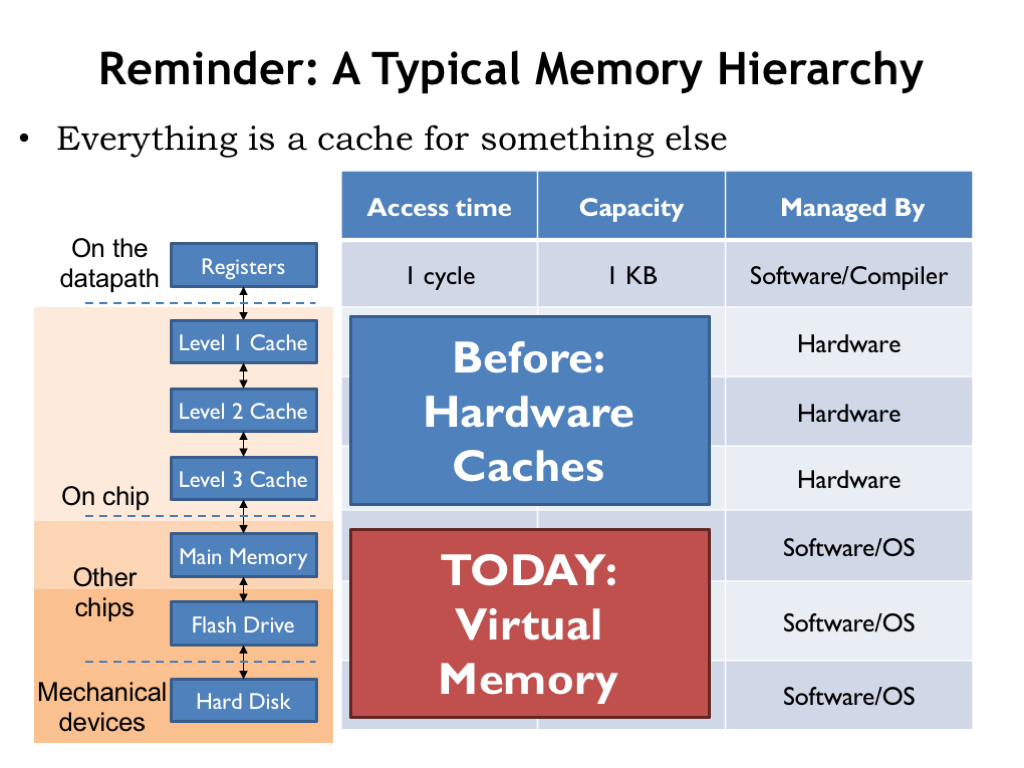 Reminder: A Typical Memory Hierarchy
• Everything is a cache for something else
Access time Capacity Managed By
On the
datapath
Registers
1 cycle 1 KB Software/Compiler
Level 1 Cache
Hardware
Level 2 Cache
Hardware
Level 3 Cache
Hardware
On chip
Before:
Hardware
Caches
Main Memory
Software/OS
Other
chips
Flash Drive
Software/OS
Mechanical
devices
Hard Disk
Software/OS
TODAY:
Virtual
Memory